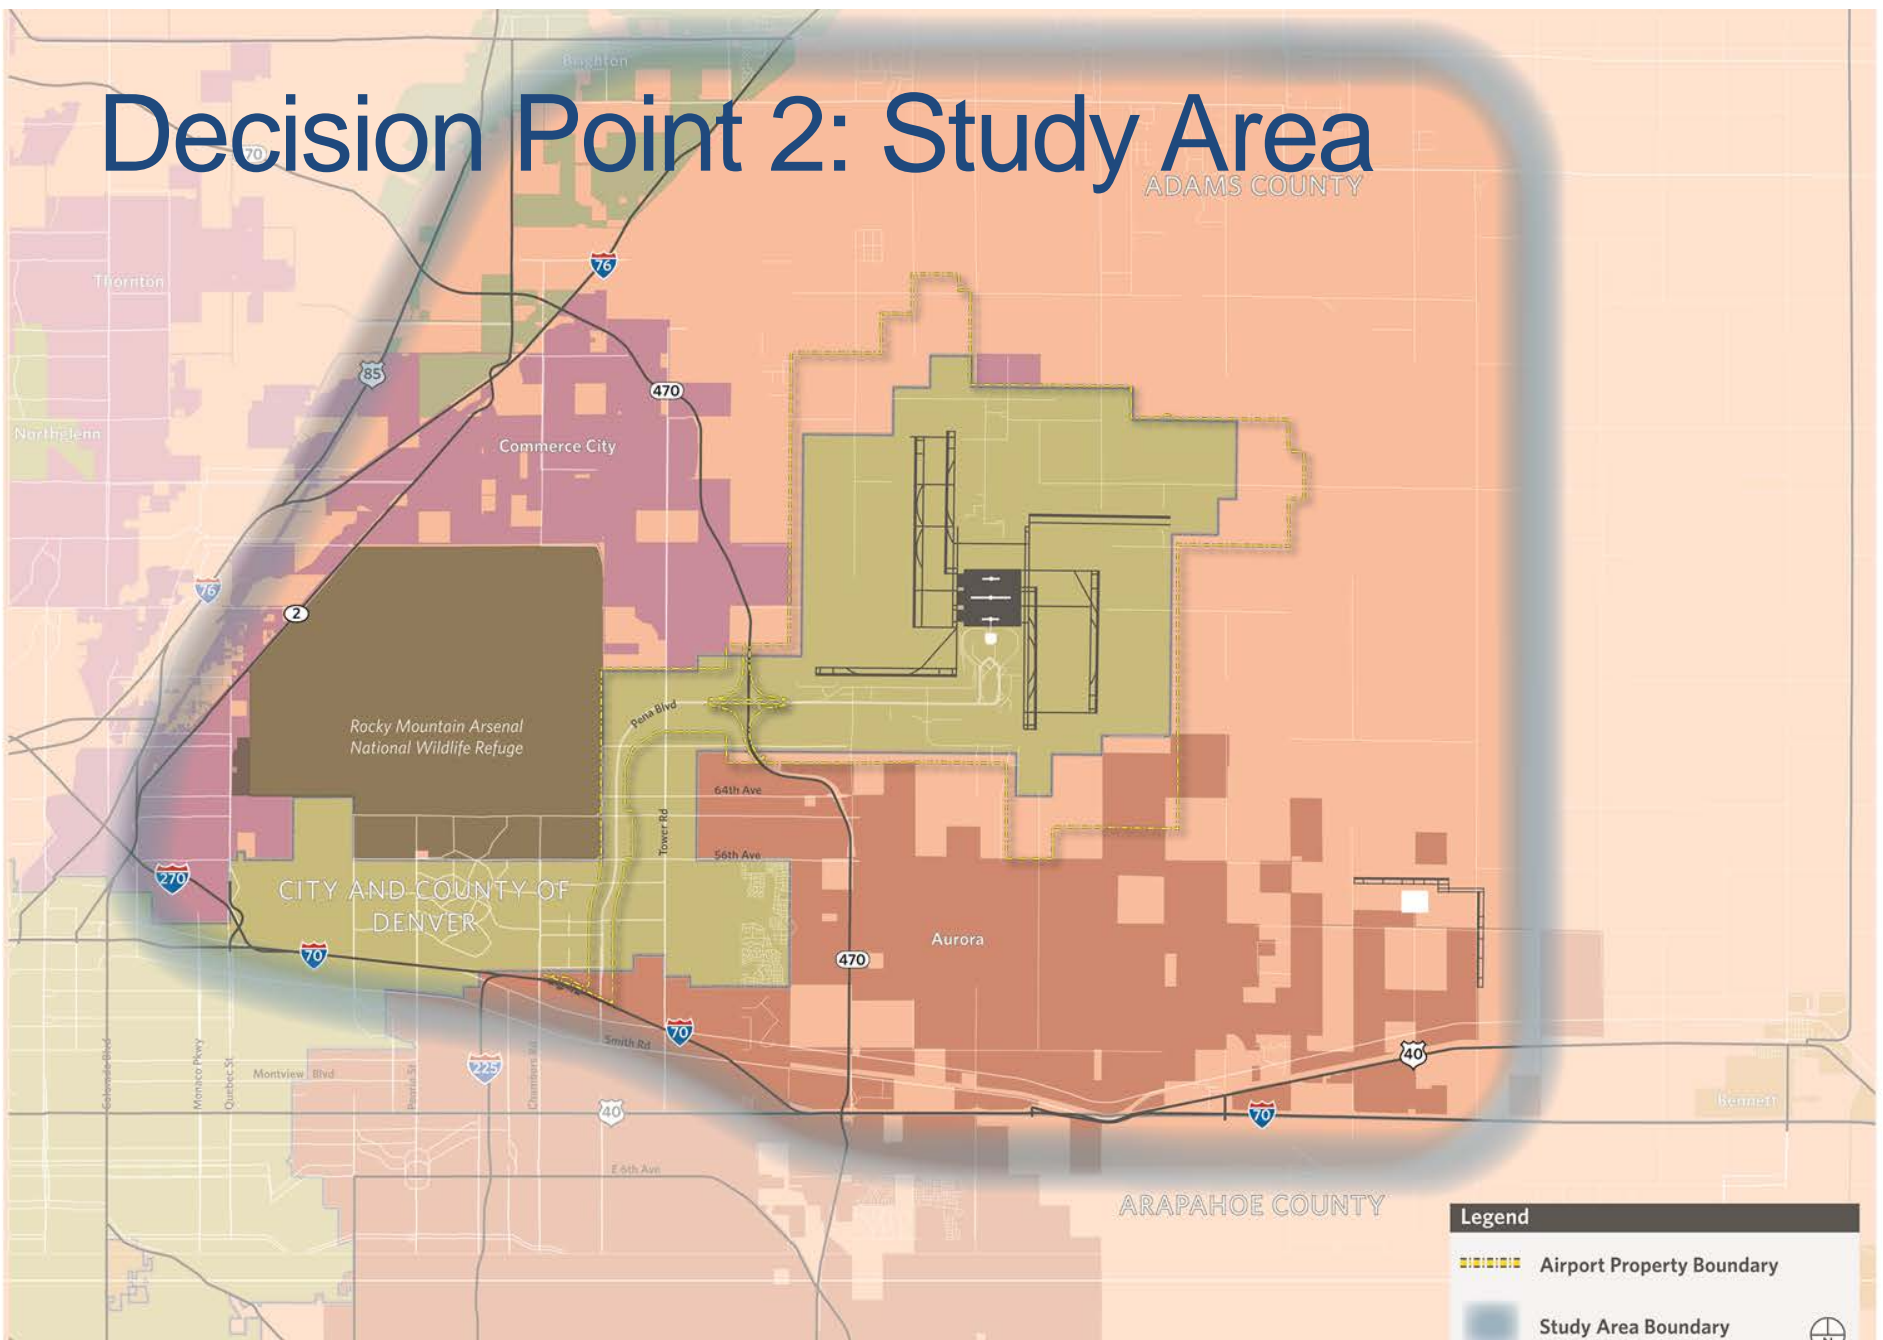 Decision Point 2: Study Area
Brighton
70
ADAMS COUNTY
76
Thornton
85
470
Northglenn
Commerce City
76
2
Rocky Mountain Arsenal
National Wildlife Refuge
Pena Blvd
64th Ave
Tower Rd
56th Ave
270
CITY AND COUNTY OF
DENVER
70
Aurora
470
70
Smith Rd
40
225
Colorado Blvd
Monaco Pkwy
Quebec St
Montview Blvd
Peoria St
Chambers Rd
40
70
Bennett
E 6th Ave
ARAPAHOE COUNTY
Legend
Airport Property Boundary
Study Area Boundary
N